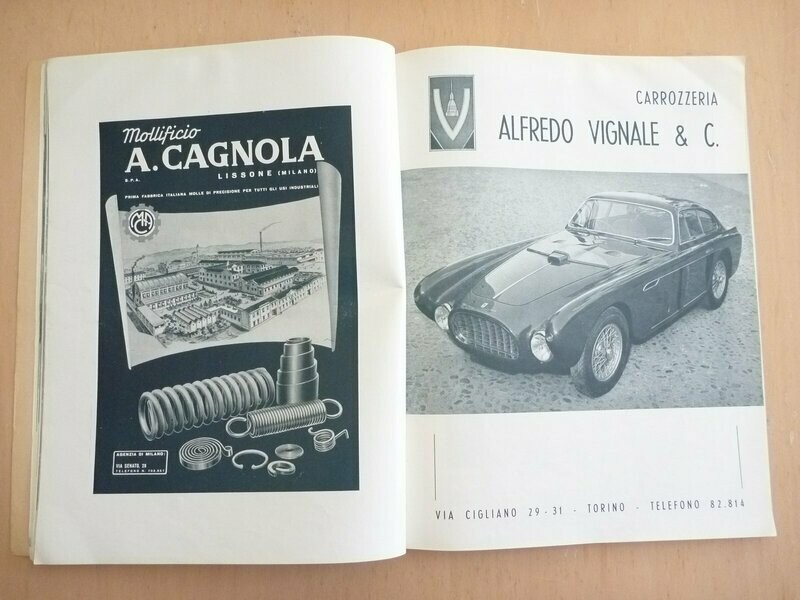 Mollificio
A. CAGNOLA
S.P.A.
LISSONE (MILANO)
PRIMA FABBRICA ITALIANA MOLLE DI PRECISIONE PER TUTTI GLI USI INDUSTRIALI
AGENZIA DI MILANO:
VIA SENATO, 24
CARROZZERIA
ALFREDO VIGNALE & C.
VIA CIGLIANO 29-31 - TORINO - TELEFONO 82.814